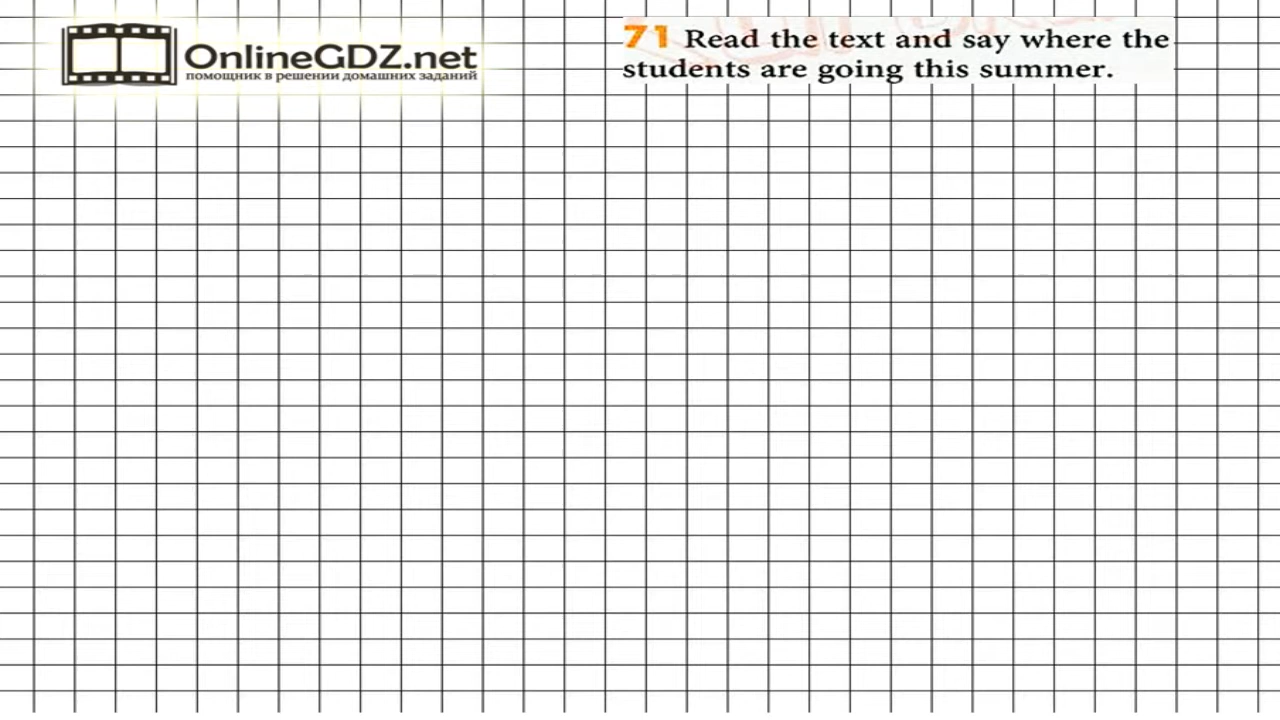 OnlineGDZ.net
помощник в решении домашних заданий
71 Read the text and say where the
students are going this summer.